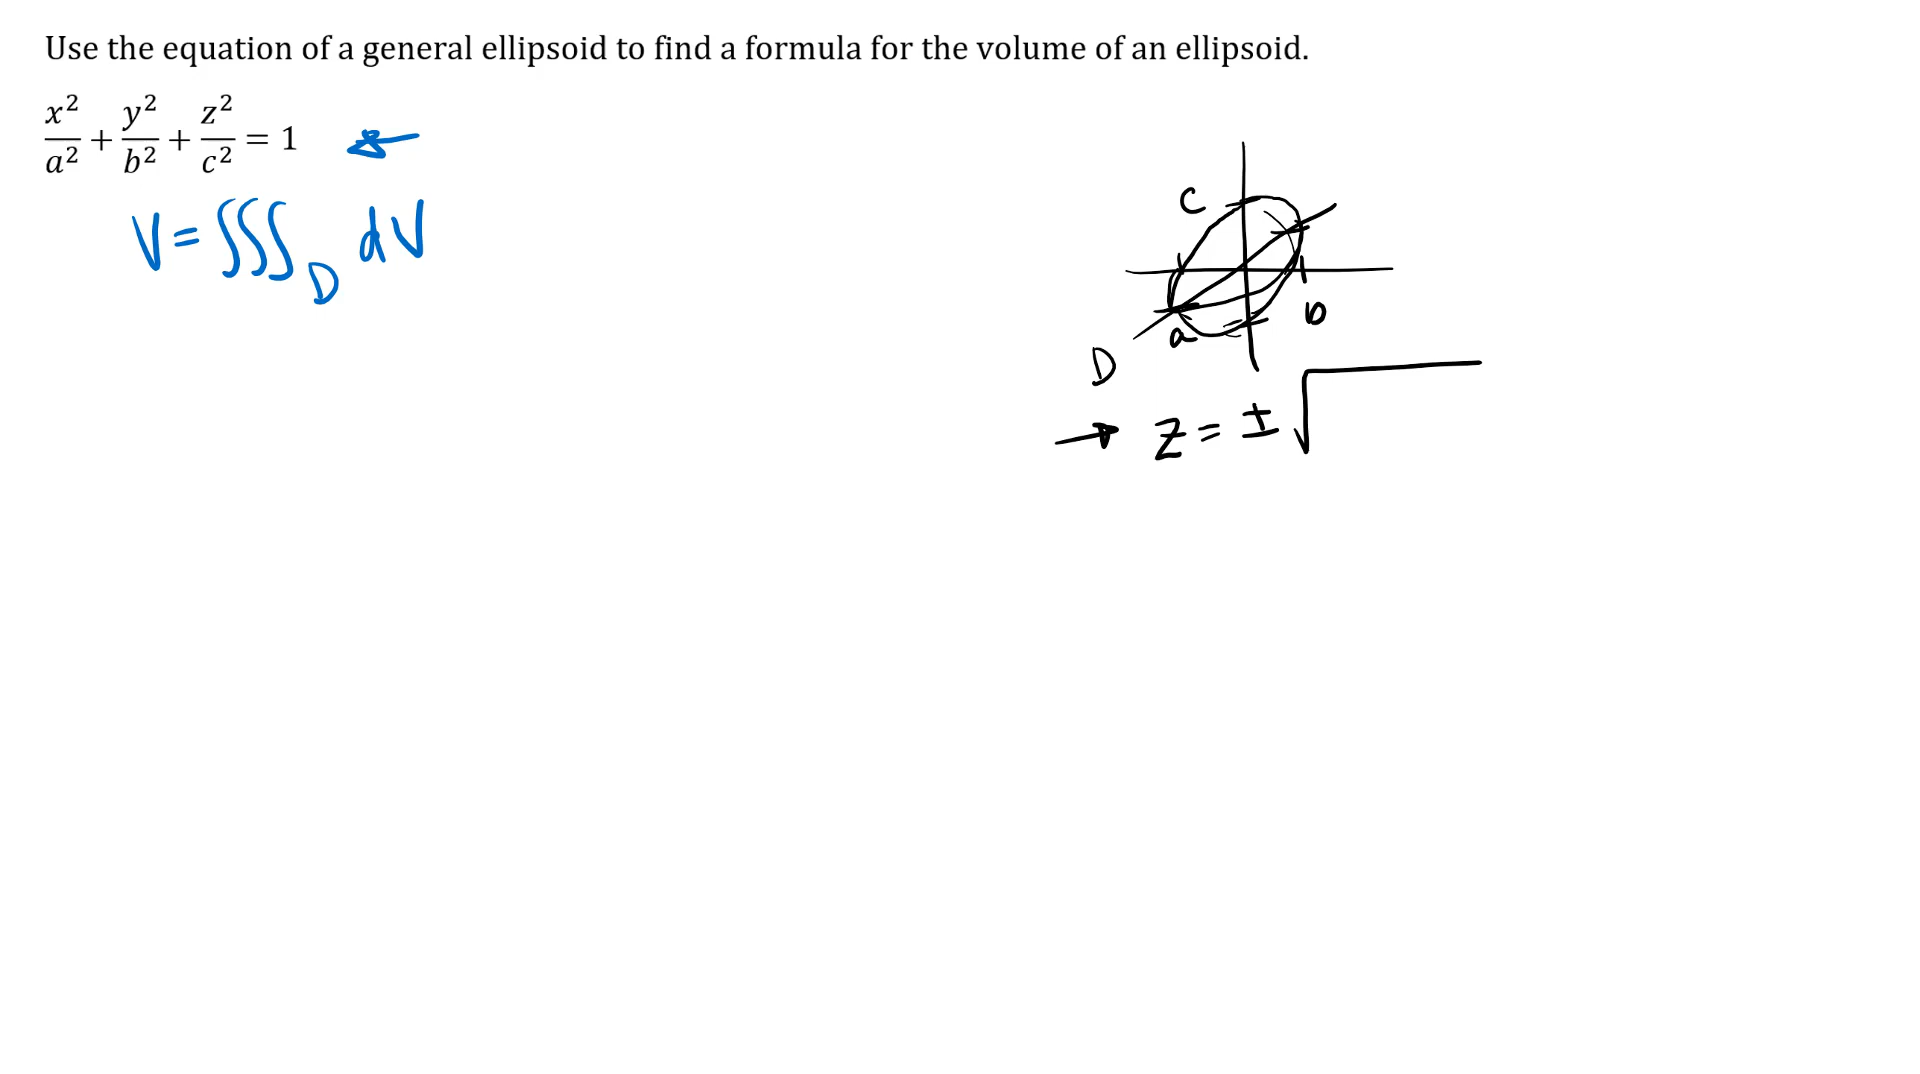 Use the equation of a general ellipsoid to find a formula for the volume of an ellipsoid.
x²/a² + y²/b² + z²/c² = 1
V = ∭_D dV
c
b
a
D
z = ± √